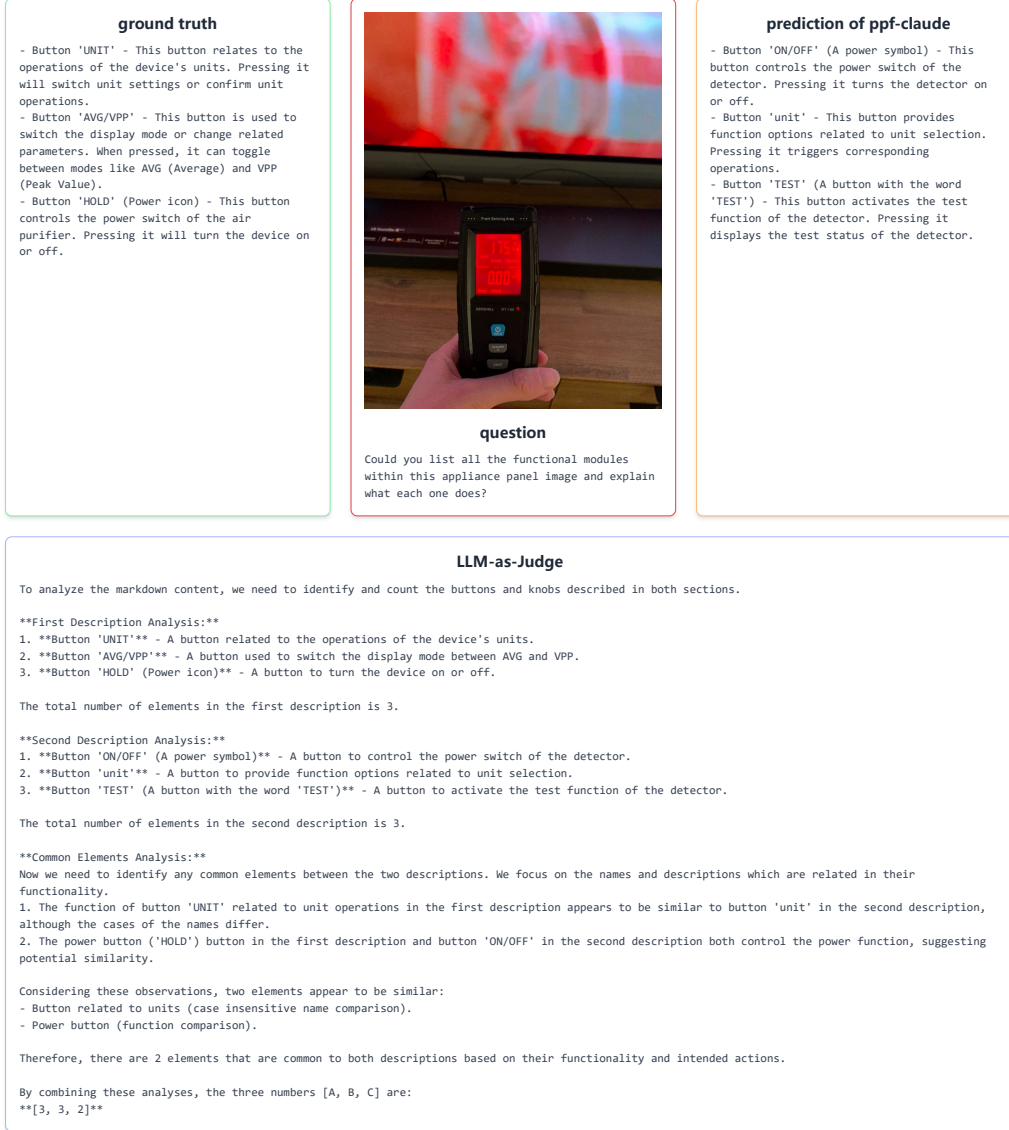 ground truth
- Button 'UNIT' - This button relates to the
operations of the device's units. Pressing it
will switch unit settings or confirm unit
operations.
- Button 'AVG/VPP' - This button is used to
switch the display mode or change related
parameters. When pressed, it can toggle
between modes like AVG (Average) and VPP
(Peak Value).
- Button 'HOLD' (Power icon) - This button
controls the power switch of the air
purifier. Pressing it will turn the device on
or off.
Front Sensing Area
question
Could you list all the functional modules
within this appliance panel image and explain
what each one does?
prediction of ppf-claude
- Button 'ON/OFF' (A power symbol) - This
button controls the power switch of the
detector. Pressing it turns the detector on
or off.
- Button 'unit' - This button provides
function options related to unit selection.
Pressing it triggers corresponding
operations.
- Button 'TEST' (A button with the word
'TEST') - This button activates the test
function of the detector. Pressing it
displays the test status of the detector.
LLM-as-Judge
To analyze the markdown content, we need to identify and count the buttons and knobs described in both sections.
**First Description Analysis:**
1. **Button 'UNIT'** - A button related to the operations of the device's units.
2. **Button 'AVG/VPP'** - A button used to switch the display mode between AVG and VPP.
3. **Button 'HOLD' (Power icon)** - A button to turn the device on or off.
The total number of elements in the first description is 3.
**Second Description Analysis:**
1. **Button 'ON/OFF' (A power symbol)** - A button to control the power switch of the detector.
2. **Button 'unit'** - A button to provide function options related to unit selection.
3. **Button 'TEST' (A button with the word 'TEST')** - A button to activate the test function of the detector.
The total number of elements in the second description is 3.
**Common Elements Analysis:**
Now we need to identify any common elements between the two descriptions. We focus on the names and descriptions which are related in their
functionality.
1. The function of button 'UNIT' related to unit operations in the first description appears to be similar to button 'unit' in the second description,
although the cases of the names differ.
2. The power button ('HOLD') button in the first description and button 'ON/OFF' in the second description both control the power function, suggesting
potential similarity.
Considering these observations, two elements appear to be similar:
- Button related to units (case insensitive name comparison).
- Power button (function comparison).
Therefore, there are 2 elements that are common to both descriptions based on their functionality and intended actions.
By combining these analyses, the three numbers [A, B, C] are:
**[3, 3, 2]**